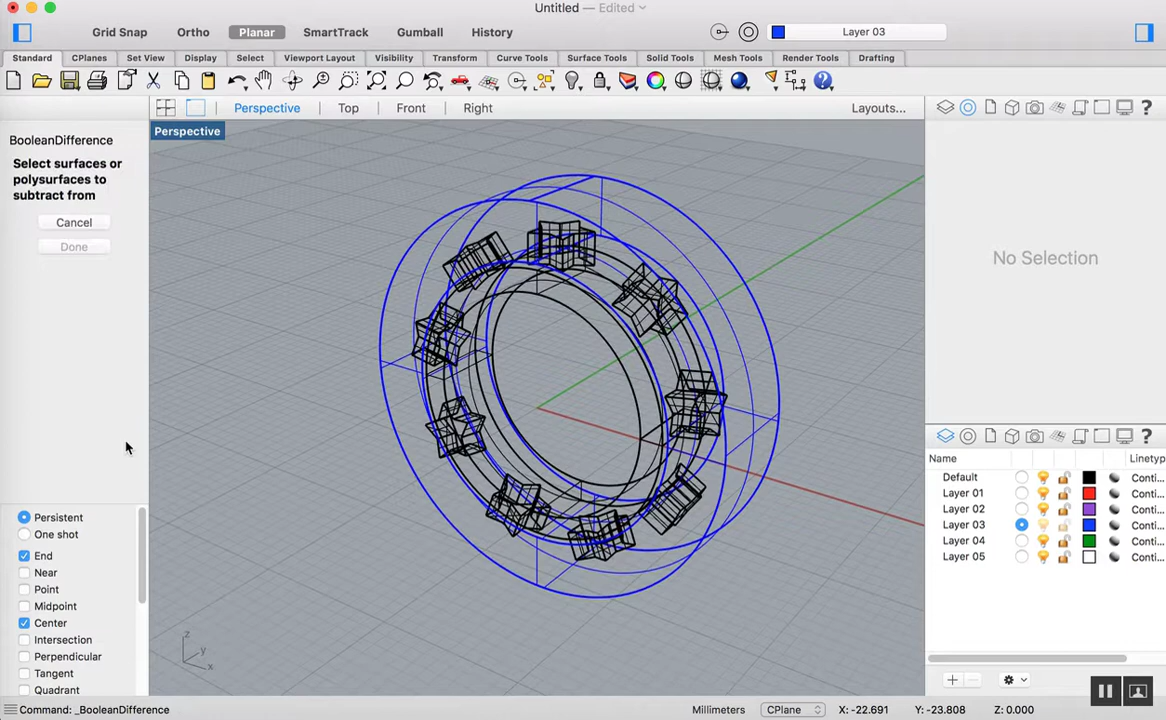 Untitled — Edited
Grid Snap Ortho Planar SmartTrack Gumball History Layer 03
Standard CPlanes Set View Display Select Viewport Layout Visibility Transform Curve Tools Surface Tools Solid Tools Mesh Tools Render Tools Drafting
Perspective Top Front Right Layouts...
Perspective
BooleanDifference
Select surfaces or
polysurfaces to
subtract from
Cancel
Done
No Selection
Persistent
One shot
End
Near
Point
Midpoint
Center
Intersection
Perpendicular
Tangent
Quadrant
z
y
x
Name Linetyp
Default Conti...
Layer 01 Conti...
Layer 02 Conti...
Layer 03 Conti...
Layer 04 Conti...
Layer 05 Conti...
Command: _BooleanDifference Millimeters CPlane X: -22.691 Y: -23.808 Z: 0.000